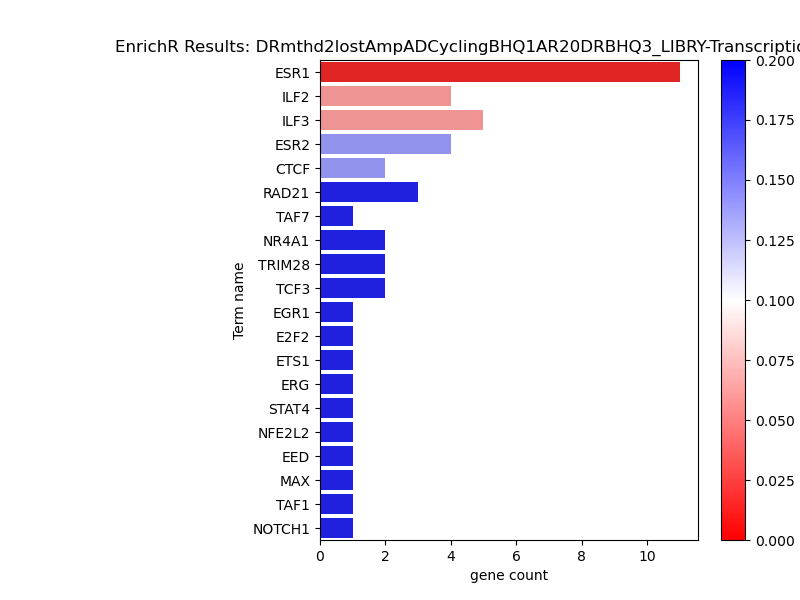 EnrichR Results: DRmthd2lostAmpADCyclingBHQ1AR20DRBHQ3_LIBRY-Transcriptio
ESR1
ILF2
ILF3
ESR2
CTCF
RAD21
TAF7
NR4A1
TRIM28
TCF3
EGR1
E2F2
ETS1
ERG
STAT4
NFE2L2
EED
MAX
TAF1
NOTCH1
Term name
0 2 4 6 8 10
gene count
0.200
0.175
0.150
0.125
0.100
0.075
0.050
0.025
0.000